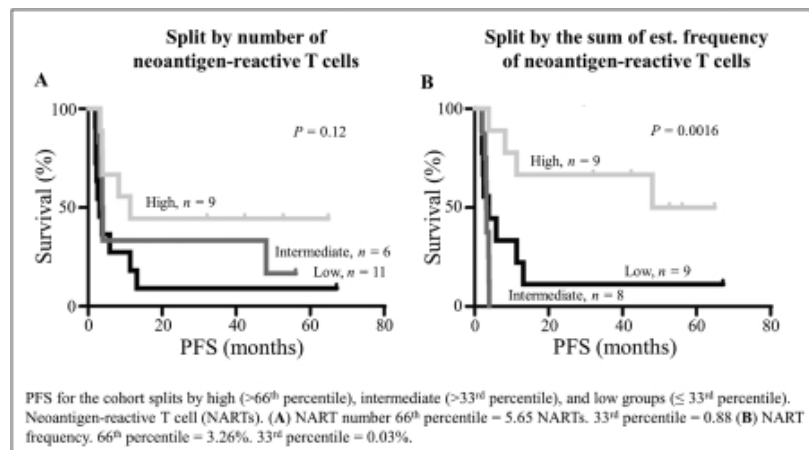 Split by number of
neoantigen-reactive T cells
Split by the sum of est. frequency
of neoantigen-reactive T cells
A
B
100
50
0
Survival (%)
P = 0.12
High, n = 9
Intermediate, n = 6
Low, n = 11
0 20 40 60 80
PFS (months)
100
50
0
Survival (%)
P = 0.0016
High, n = 9
Low, n = 9
Intermediate, n = 8
0 20 40 60 80
PFS (months)
PFS for the cohort splits by high (>66th percentile), intermediate (>33rd percentile), and low groups (≤ 33rd percentile).
Neoantigen-reactive T cell (NARTs). (A) NART number 66th percentile = 5.65 NARTs. 33rd percentile = 0.88 (B) NART
frequency. 66th percentile = 3.26%. 33rd percentile = 0.03%.